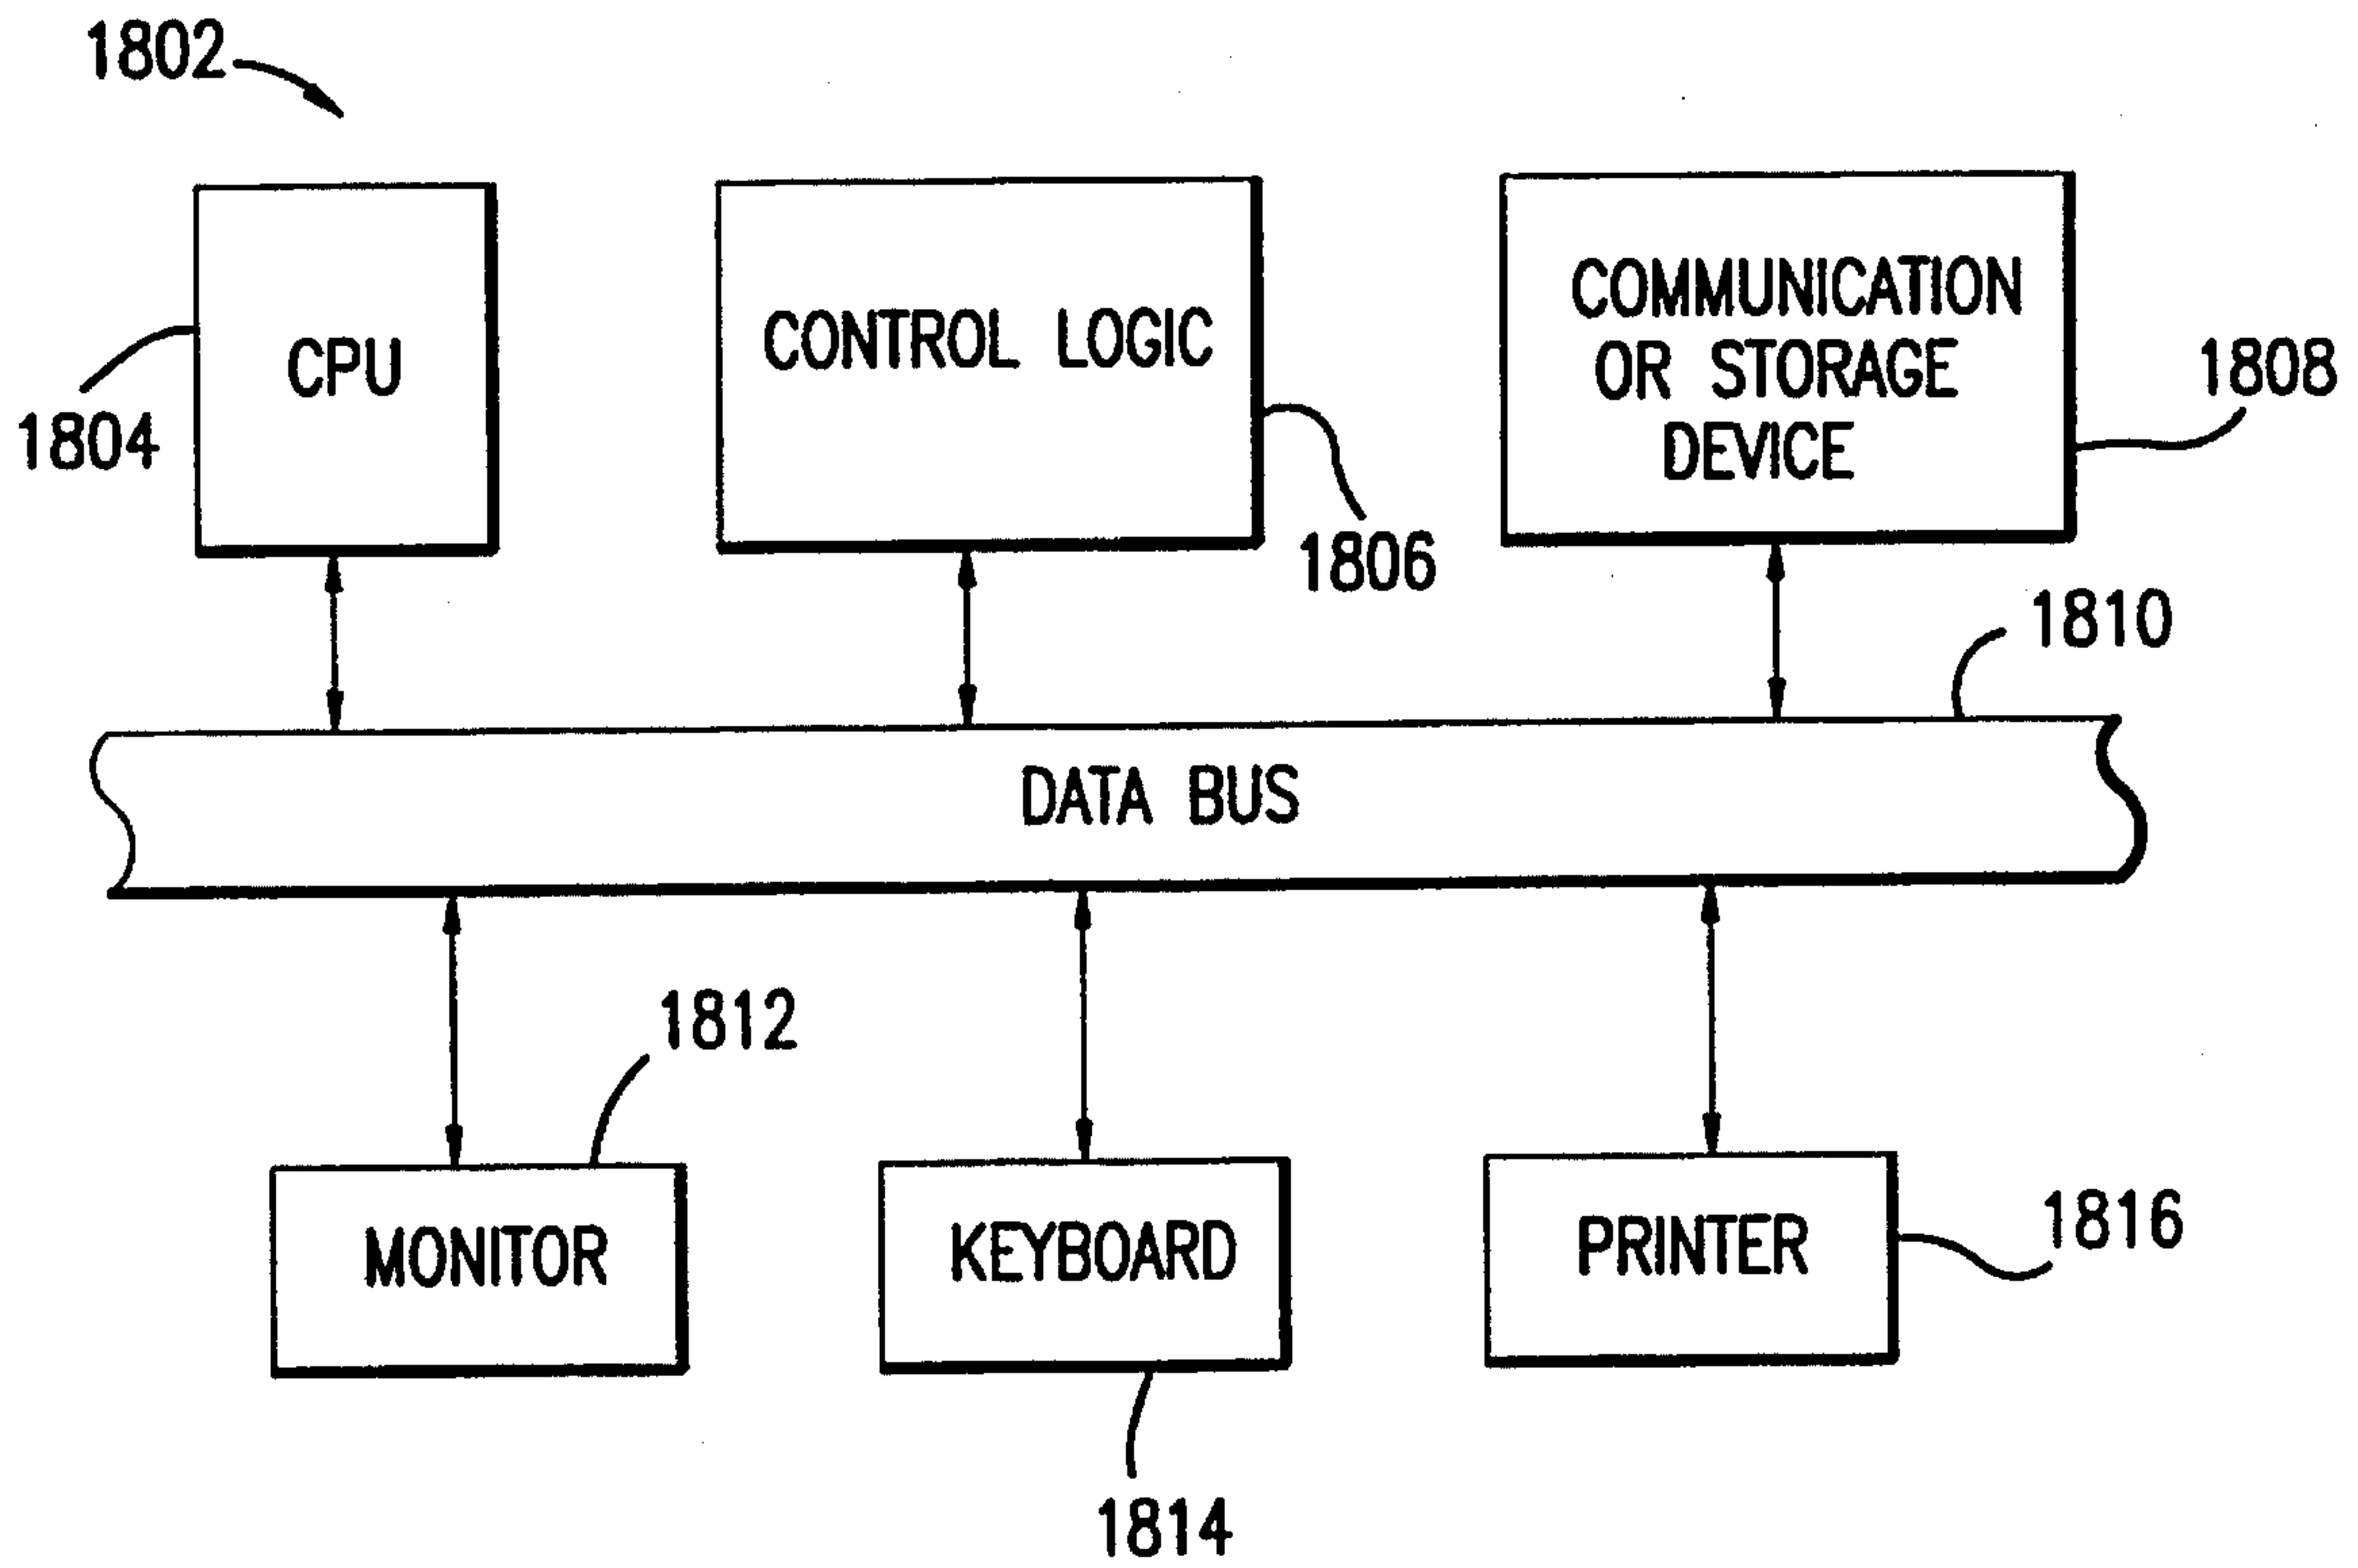 1802
CPU
1804
CONTROL LOGIC
1806
COMMUNICATION
OR STORAGE
DEVICE
1808
1810
DATA BUS
1812
MONITOR
KEYBOARD
1814
PRINTER
1816